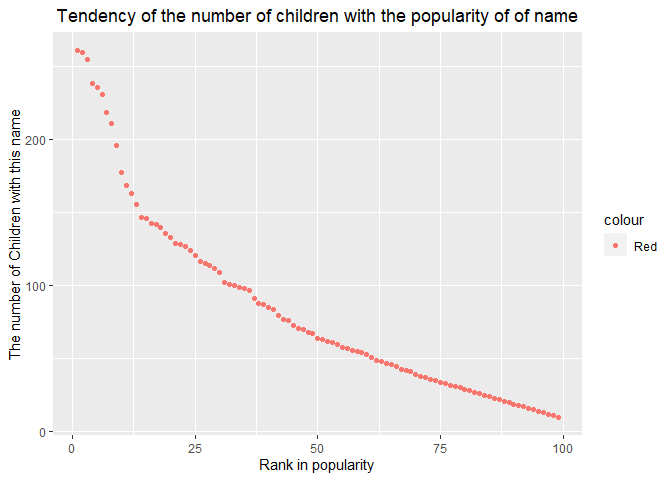 Tendency of the number of children with the popularity of of name
The number of Children with this name
200
100
0
0 25 50 75 100
Rank in popularity
colour
Red